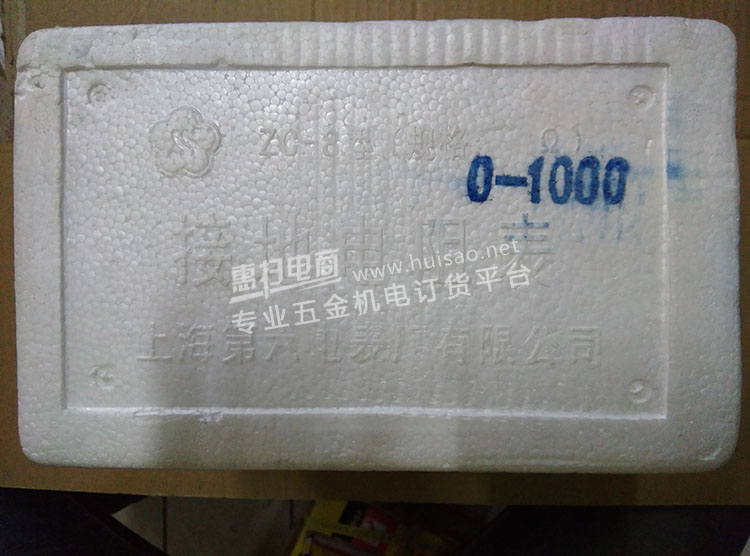 ZC-8型（规格 Ω）
0-1000
接地电阻表
惠扫电商 www.huisao.net
专业五金机电订货平台
上海第六电表厂有限公司